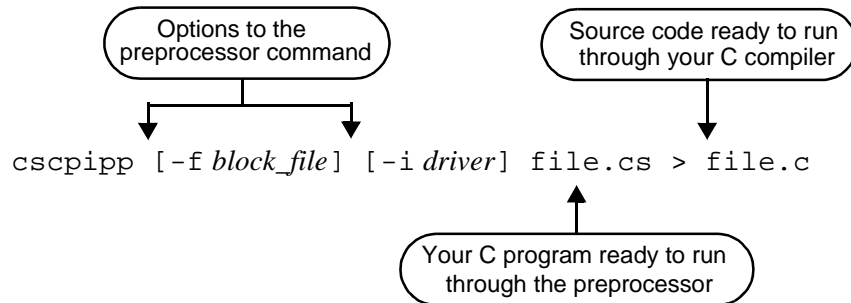 Options to the
preprocessor command
Source code ready to run
through your C compiler
cscpipp [-f block_file] [-i driver] file.cs > file.c
Your C program ready to run
through the preprocessor